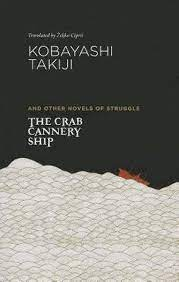 Translated by Željko Cipriš
KOBAYASHI
TAKIJI
AND OTHER NOVELS OF STRUGGLE
THE CRAB
CANNERY
SHIP